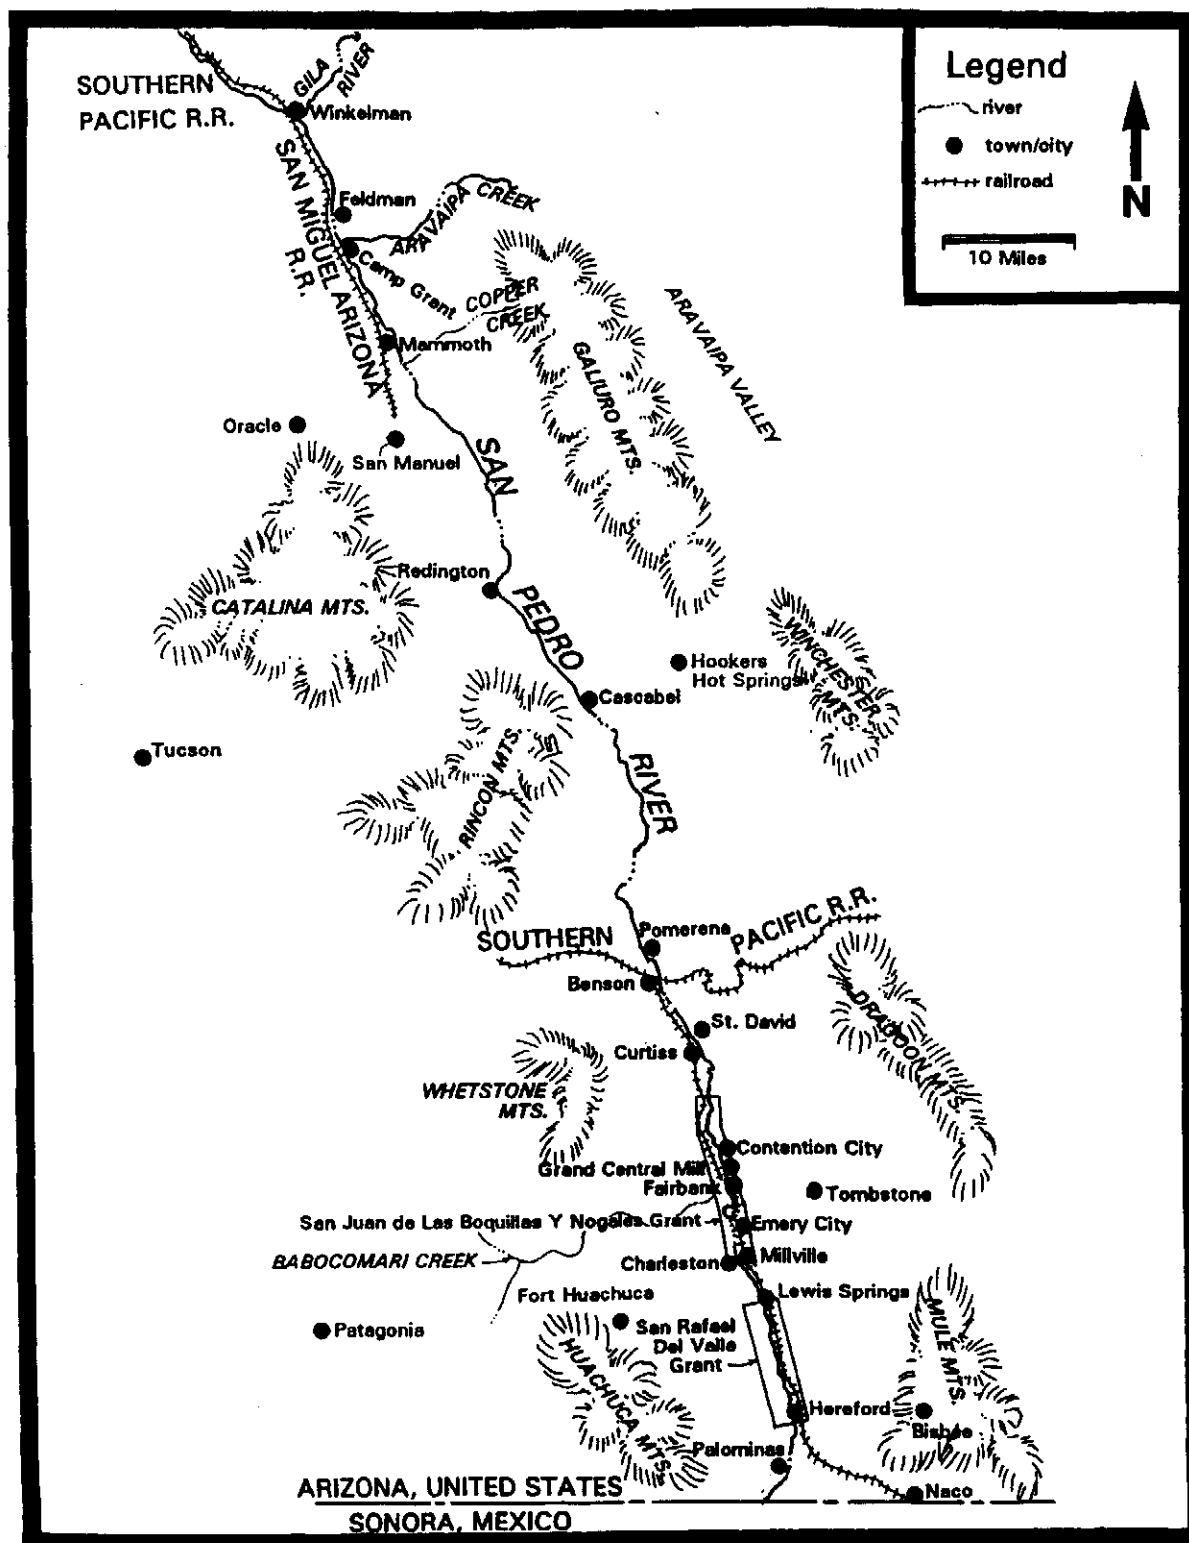 Legend
river
town/city
railroad
N
10 Miles
SOUTHERN
PACIFIC R.R.
GILA
RIVER
Winkelman
SAN MIGUEL ARIZONA
R.R.
Feldman
ARAVAIPA CREEK
Camp Grant
COPPER
CREEK
Mammoth
GALIURO MTS.
ARAVAIPA VALLEY
Oracle
San Manuel
SAN
PEDRO
RIVER
Redington
CATALINA MTS.
Hookers
Hot Springs
WINCHESTER
MTS.
Cascabel
Tucson
RINCON MTS.
Pomerene
SOUTHERN
PACIFIC R.R.
Benson
St. David
Curtiss
DRAGOON MTS.
WHETSTONE
MTS.
Contention City
Grand Central Mill
Fairbank
Tombstone
San Juan de Las Boquillas Y Nogales Grant
Emery City
BABOCOMARI CREEK
Charleston
Millville
Fort Huachuca
Lewis Springs
Patagonia
San Rafael
Del Valle
Grant
HUACHUCA MTS.
MULE MTS.
Hereford
Bisbee
Palominas
Naco
ARIZONA, UNITED STATES
SONORA, MEXICO